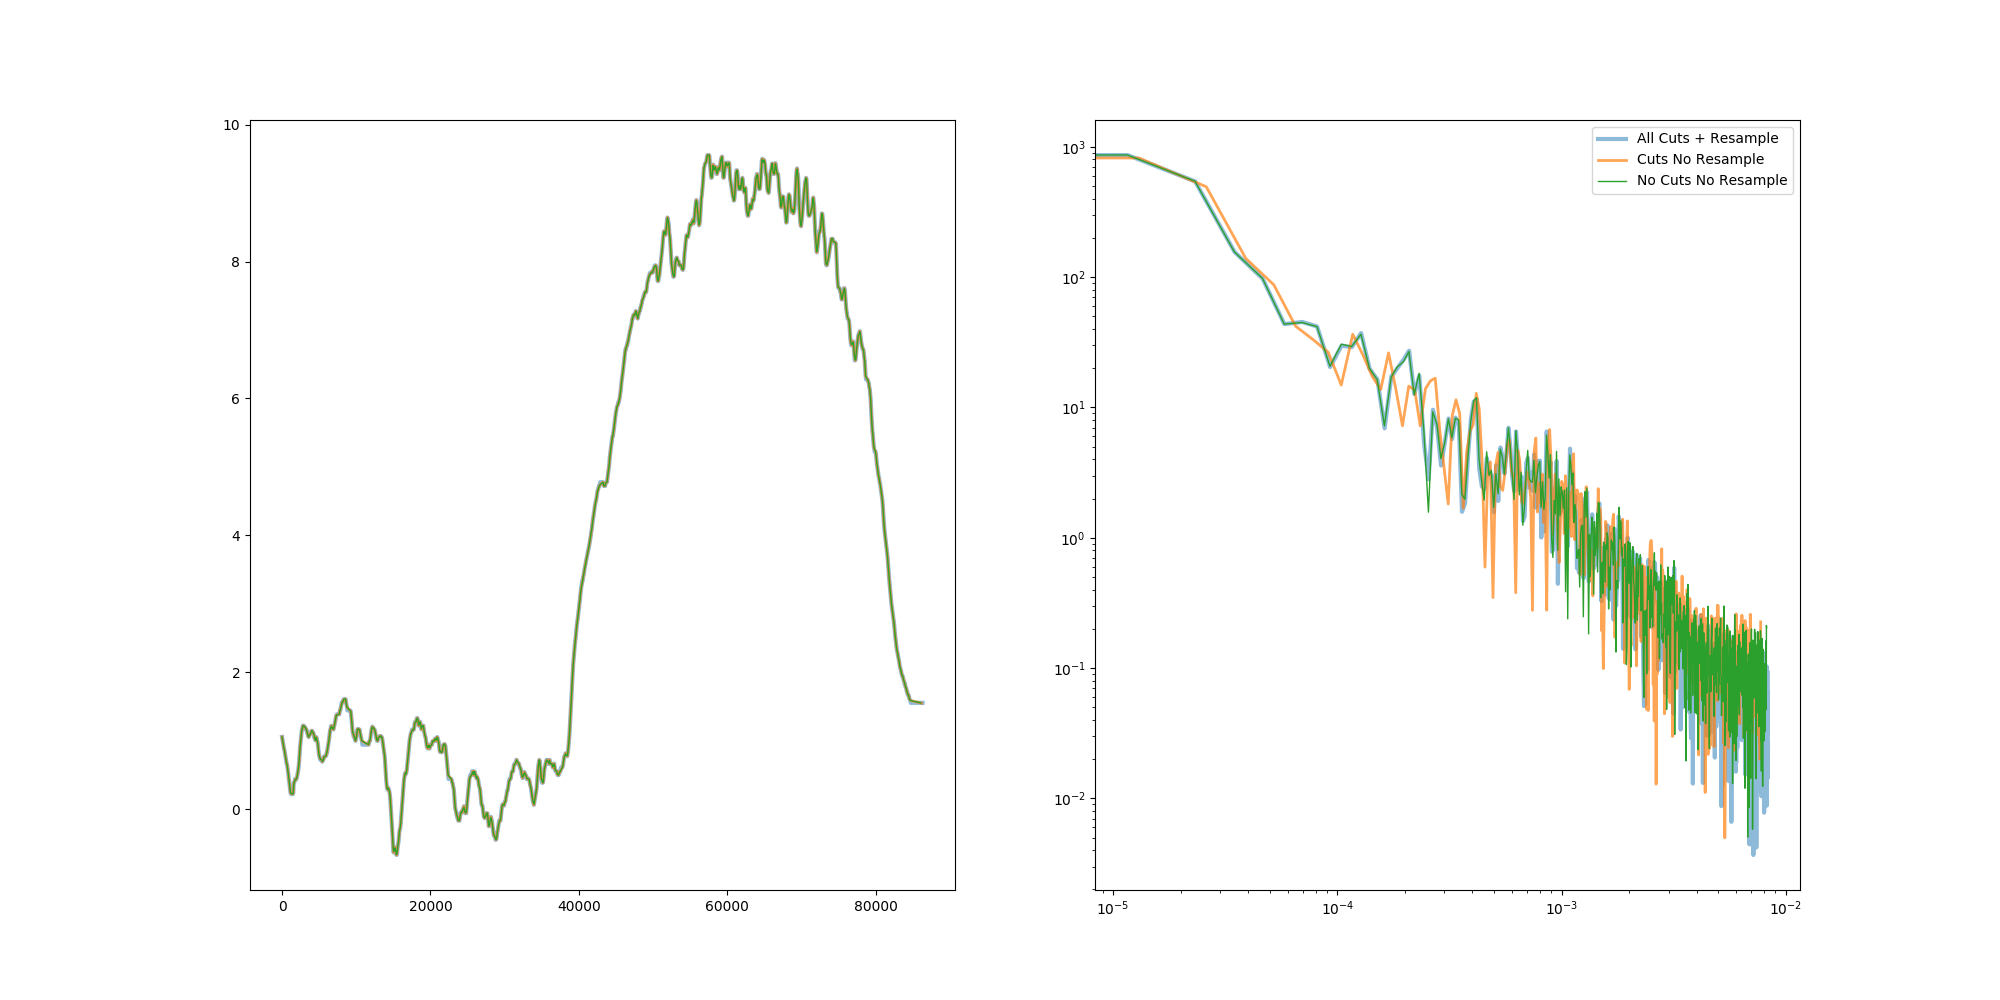 10
8
6
4
2
0
0 20000 40000 60000 80000
All Cuts + Resample
Cuts No Resample
No Cuts No Resample
10³
10²
10¹
10⁰
10⁻¹
10⁻²
10⁻⁵ 10⁻⁴ 10⁻³ 10⁻²